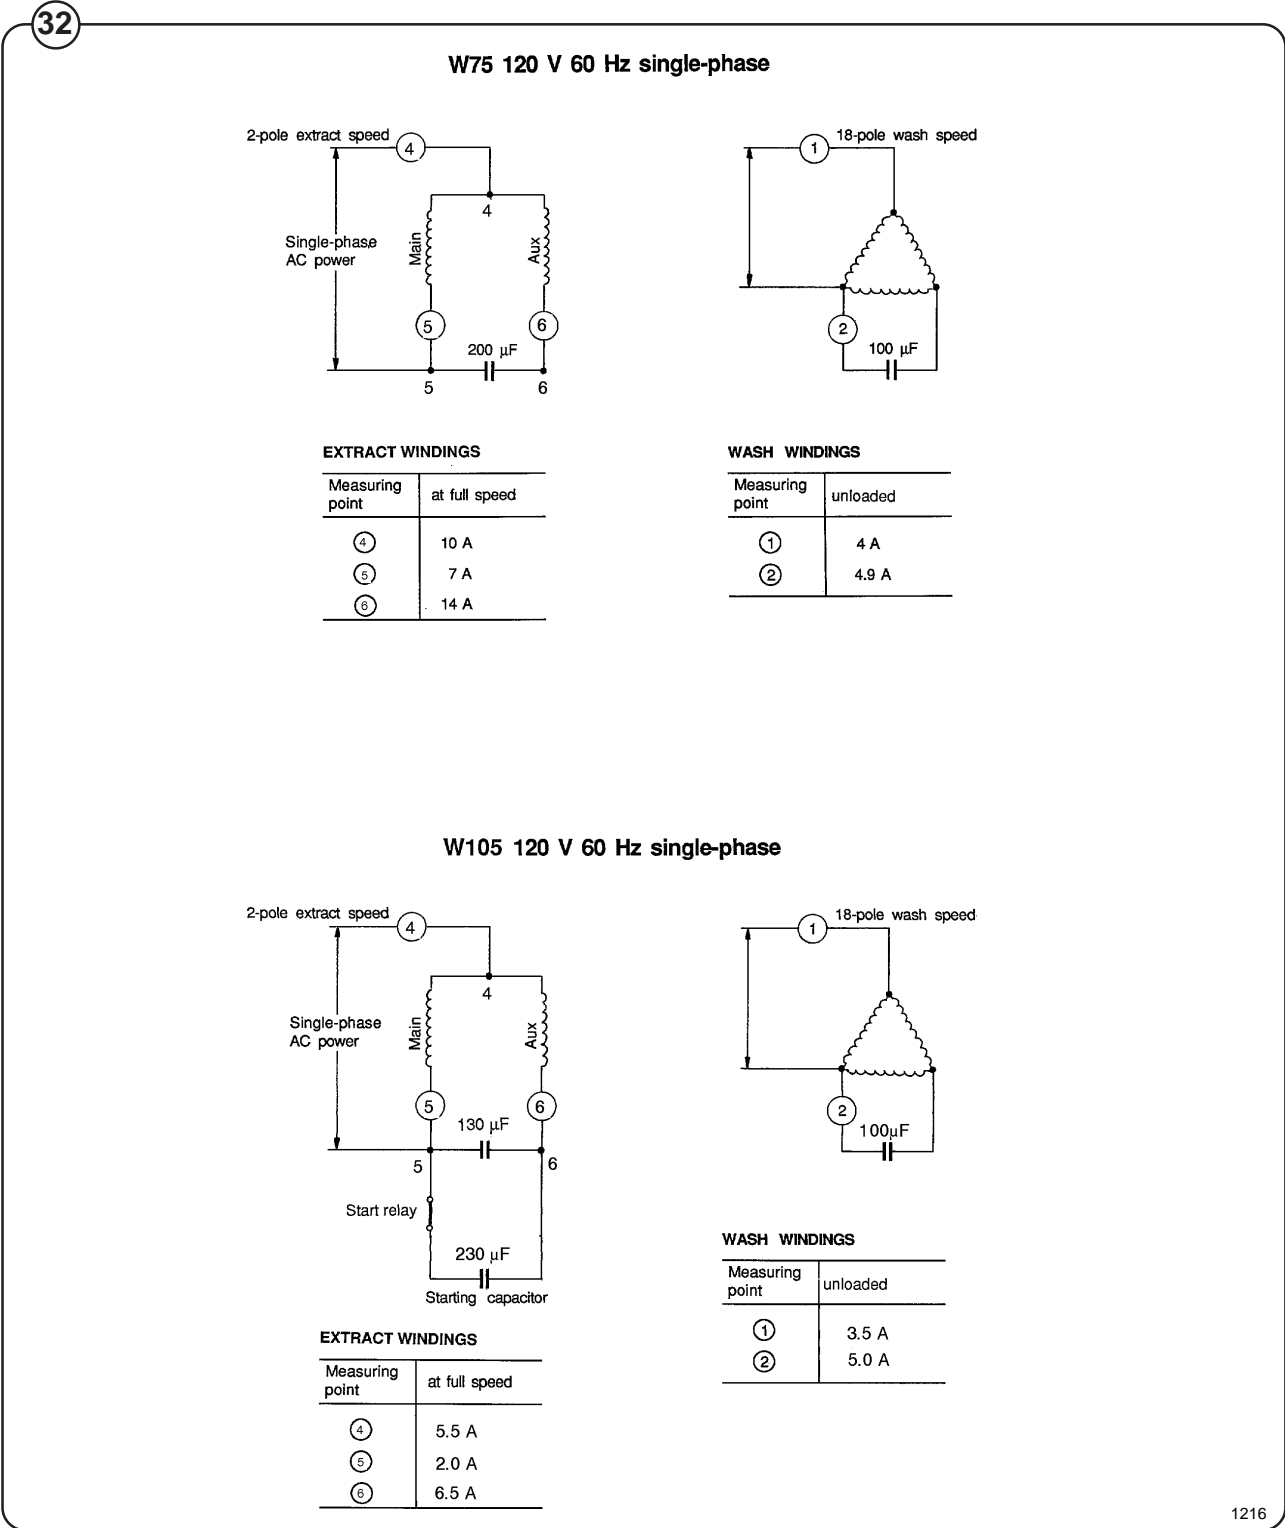 32
W75 120 V 60 Hz single-phase
2-pole extract speed
4
4
Single-phase
AC power
Main
Aux
5
6
200 µF
5
6
1
18-pole wash speed
2
100 µF
EXTRACT WINDINGS
Measuring point at full speed
4 10 A
5 7 A
6 14 A
WASH WINDINGS
Measuring point unloaded
1 4 A
2 4.9 A
W105 120 V 60 Hz single-phase
2-pole extract speed
4
4
Single-phase
AC power
Main
Aux
5
6
130 µF
5
6
Start relay
230 µF
Starting capacitor
1
18-pole wash speed
2
100µF
EXTRACT WINDINGS
Measuring point at full speed
4 5.5 A
5 2.0 A
6 6.5 A
WASH WINDINGS
Measuring point unloaded
1 3.5 A
2 5.0 A
1216